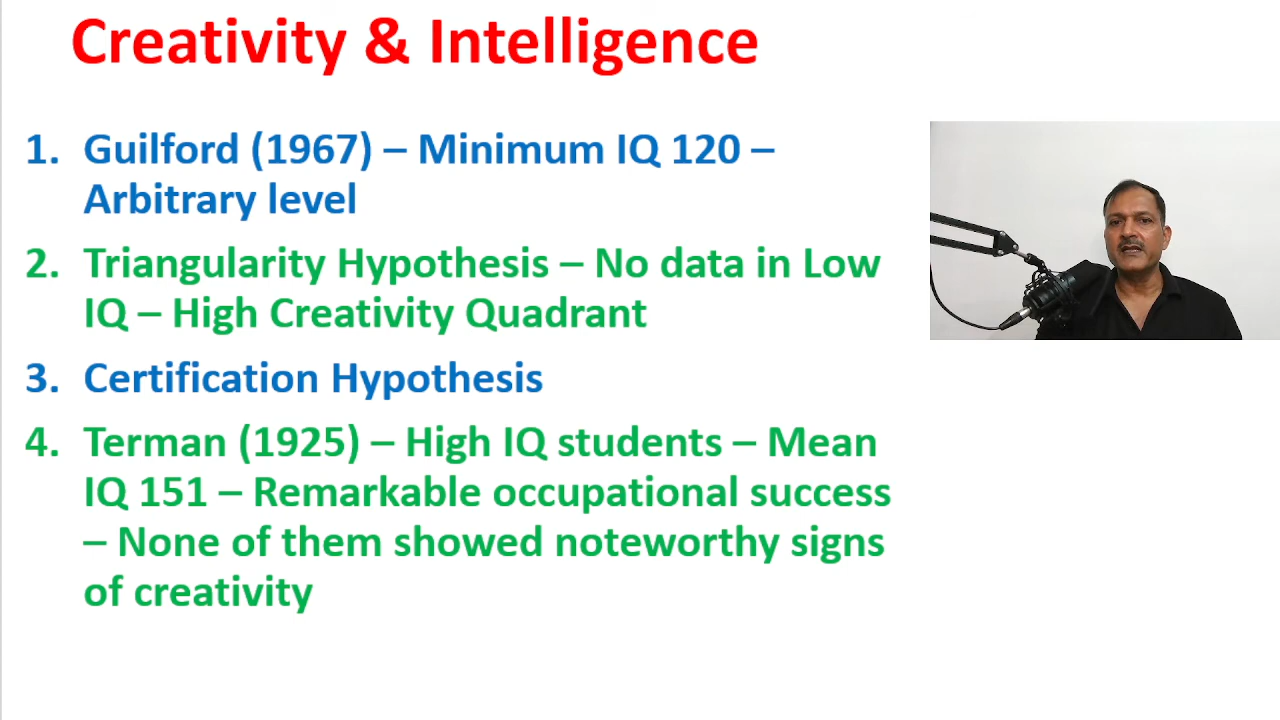 Creativity & Intelligence
1. Guilford (1967) – Minimum IQ 120 –
Arbitrary level
2. Triangularity Hypothesis – No data in Low
IQ – High Creativity Quadrant
3. Certification Hypothesis
4. Terman (1925) – High IQ students – Mean
IQ 151 – Remarkable occupational success
– None of them showed noteworthy signs
of creativity